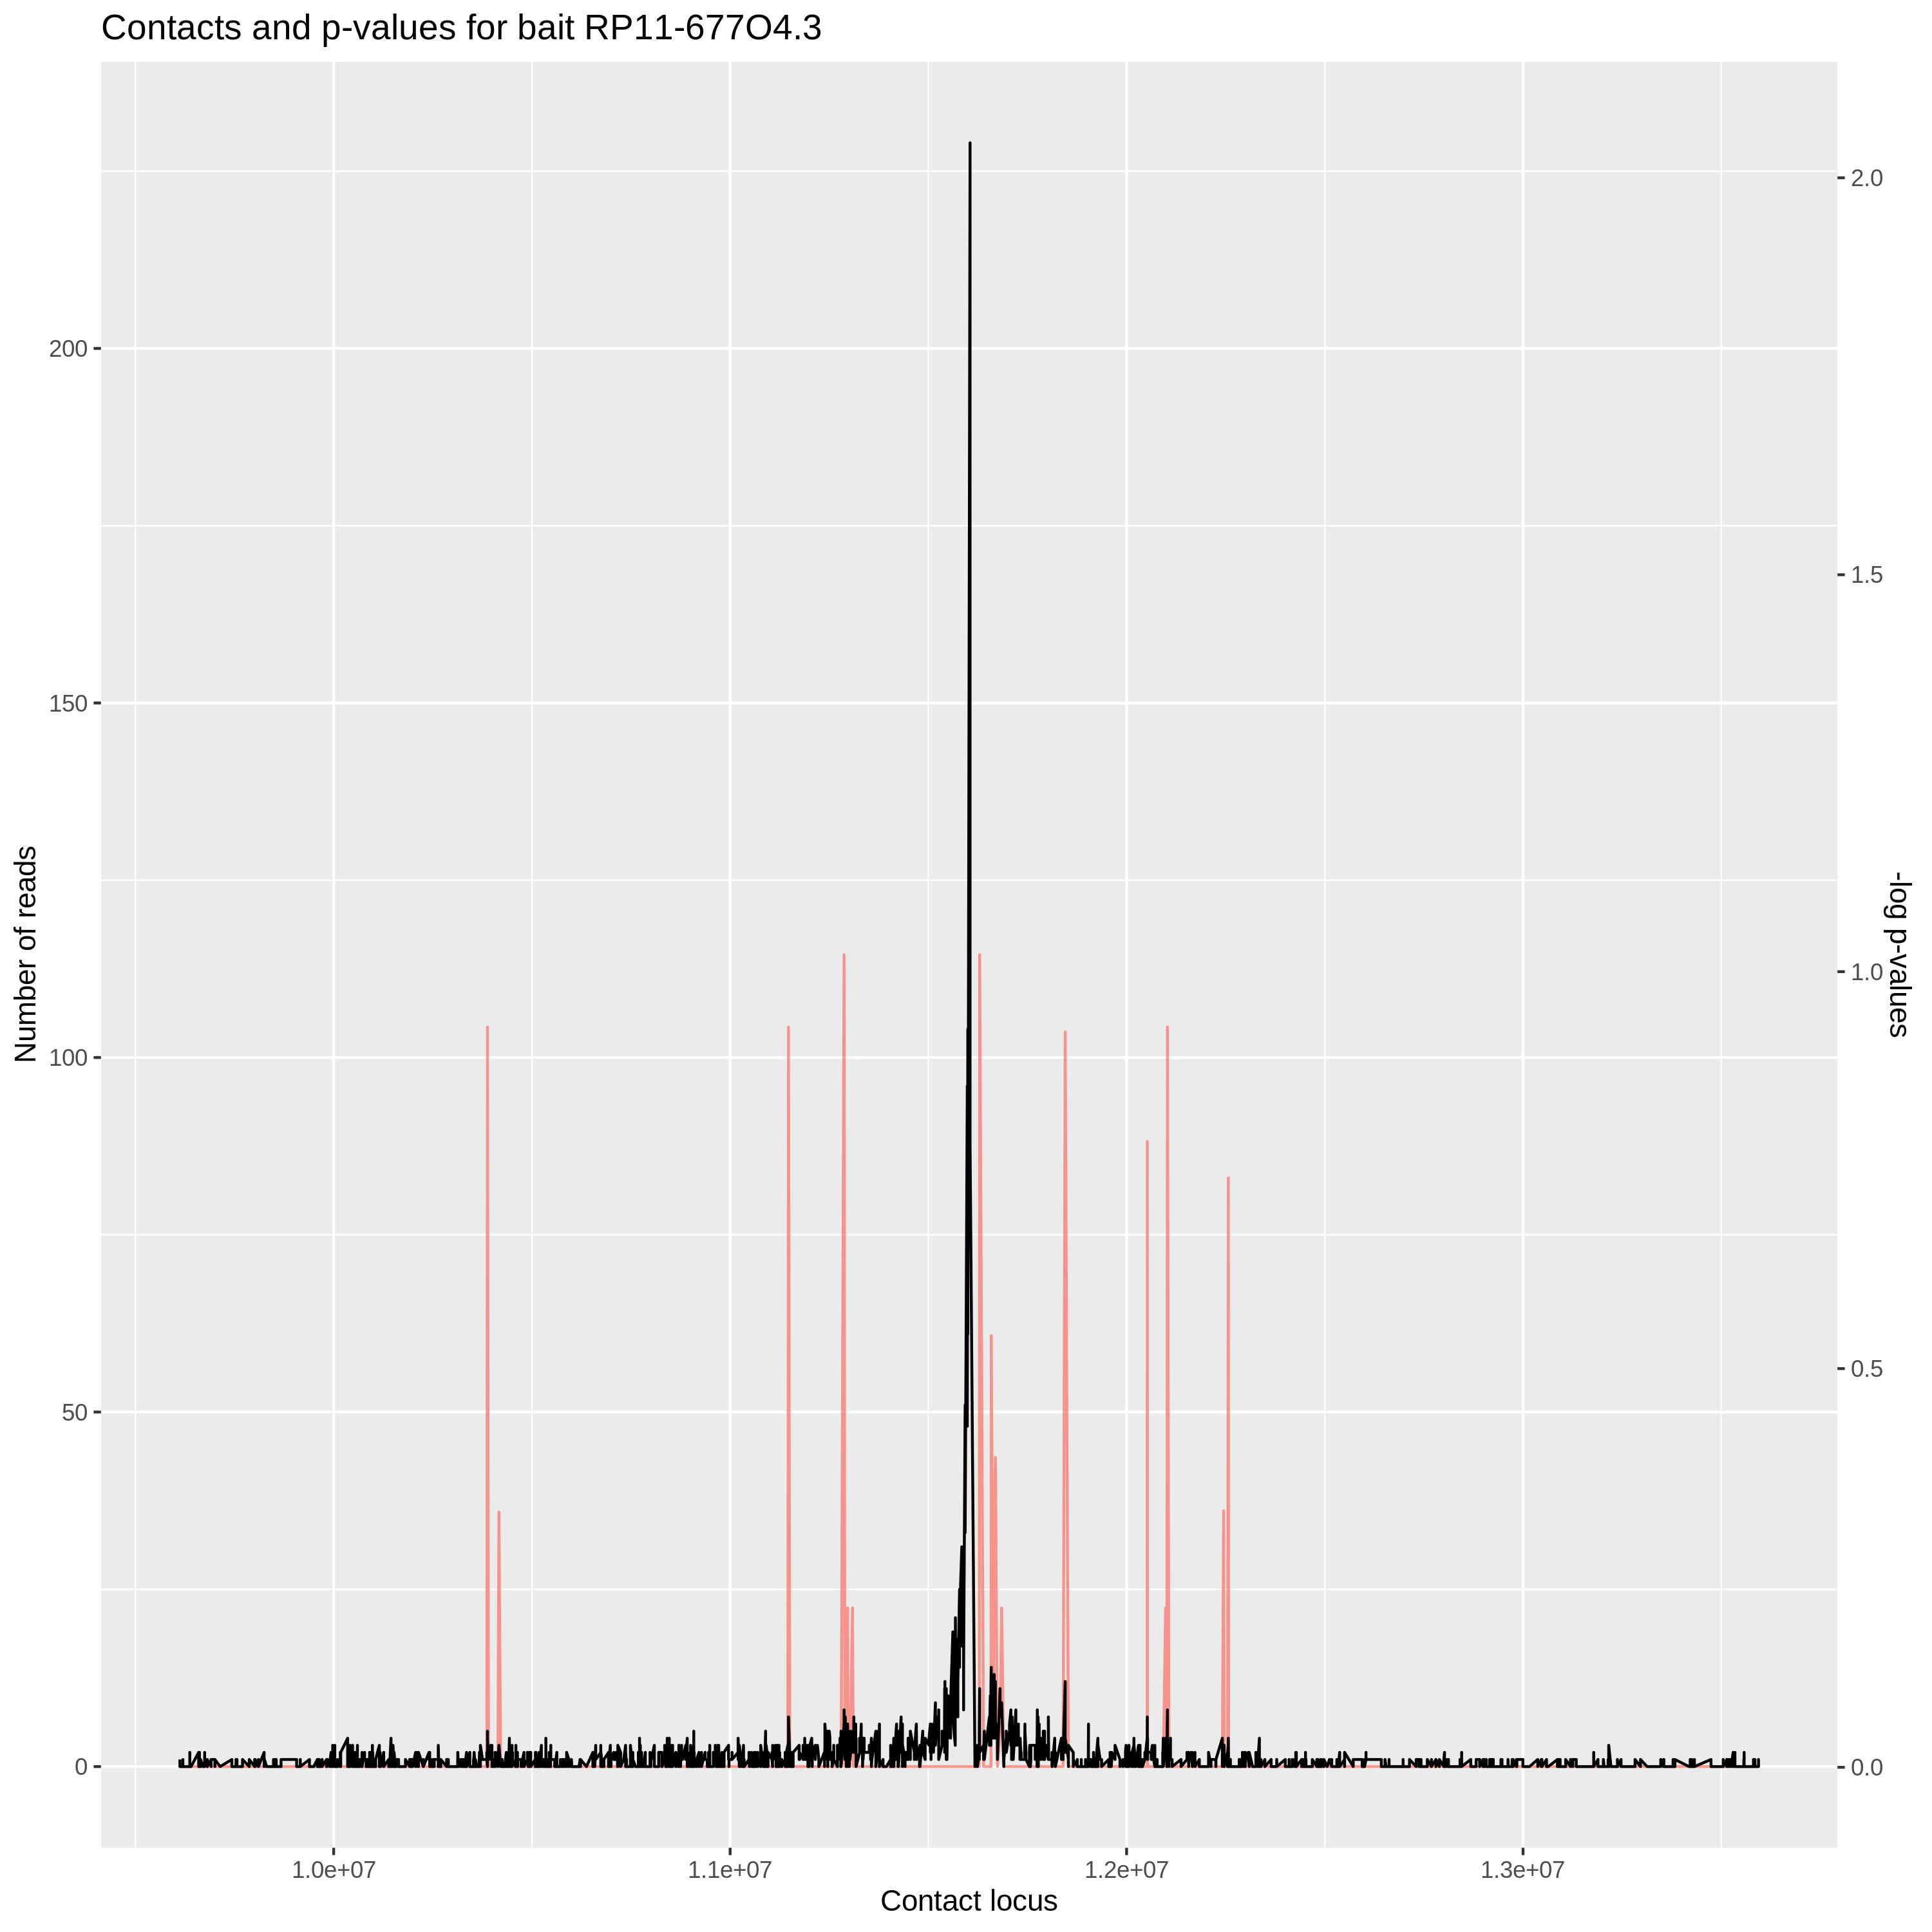 Contacts and p-values for bait RP11-677O4.3
Number of reads
200
150
100
50
0
2.0
1.5
1.0
0.5
0.0
-log p-values
1.0e+07 1.1e+07 1.2e+07 1.3e+07
Contact locus